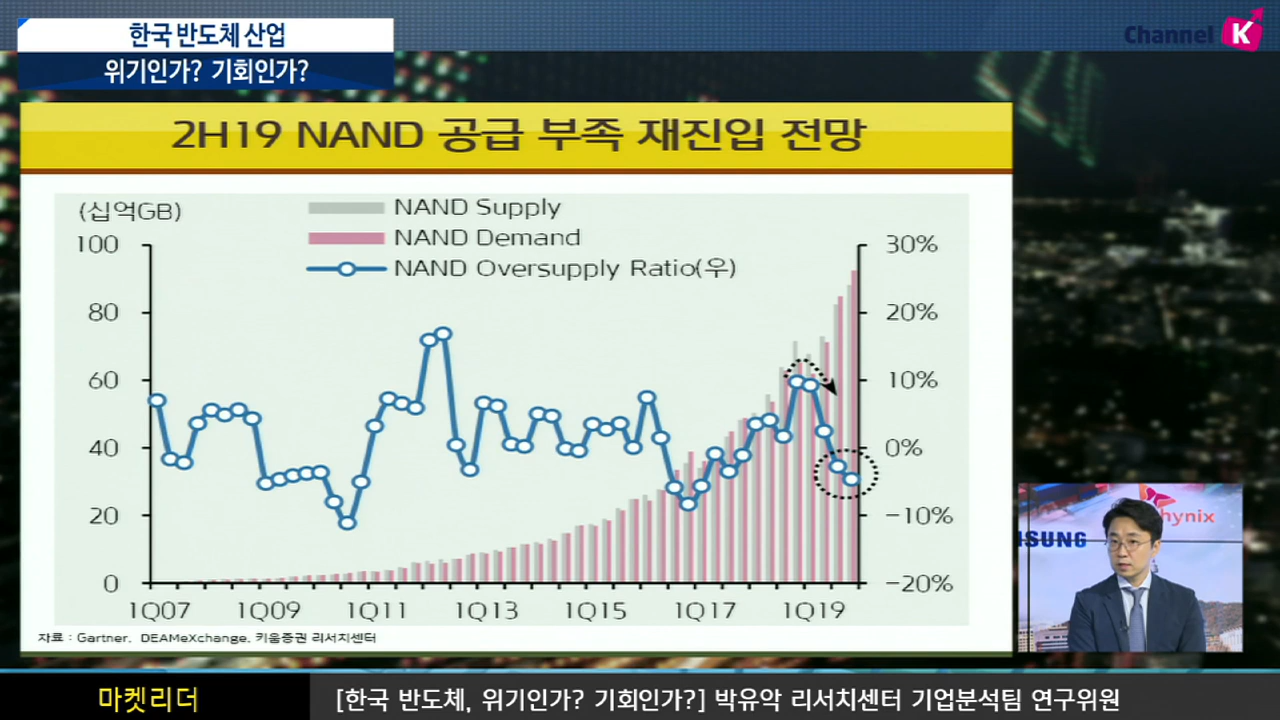 한국 반도체 산업
위기인가? 기회인가?
Channel K
2H19 NAND 공급 부족 재진입 전망
(십억GB)
NAND Supply
NAND Demand
NAND Oversupply Ratio(우)
100
80
60
40
20
0
30%
20%
10%
0%
-10%
-20%
1Q07 1Q09 1Q11 1Q13 1Q15 1Q17 1Q19
자료 : Gartner, DEAMeXchange, 키움증권 리서치센터
hynix
MSUNG
마켓리더
[한국 반도체, 위기인가? 기회인가?] 박유악 리서치센터 기업분석팀 연구위원